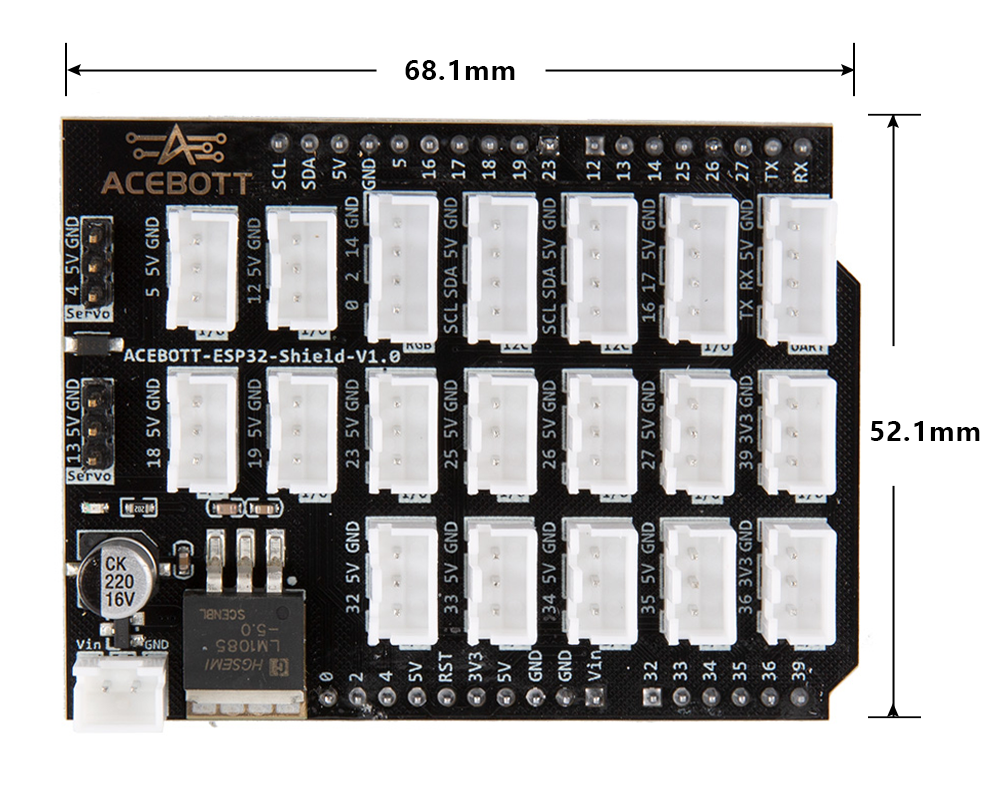 68.1mm
ACEBOTT
SCL SDA 5V GND 5 16 17 18 19 23 12 13 14 25 26 27 TX RX
4 5V GND
Servo
5 5V GND
I/O
12 5V GND
I/O
0 2 14 GND
RGB
SCL SDA 5V GND
I2C
SCL SDA 5V GND
I2C
16 17 5V GND
I/O
TX RX 5V GND
UART
ACEBOTT-ESP32-Shield-V1.0
52.1mm
13 5V GND
Servo
18 5V GND
19 5V GND
I/O
23 5V GND
I/O
25 5V GND
26 5V GND
27 5V GND
I/O
39 3V3 GND
I/O
202
CK
220
16V
32 5V GND
33 5V GND
34 5V GND
35 5V GND
36 3V3 GND
HGSEMI
LM1085
-5.0
SCENBL
Vin GND
0 2 4 5V RST 3V3 5V GND GND Vin 32 33 34 35 36 39